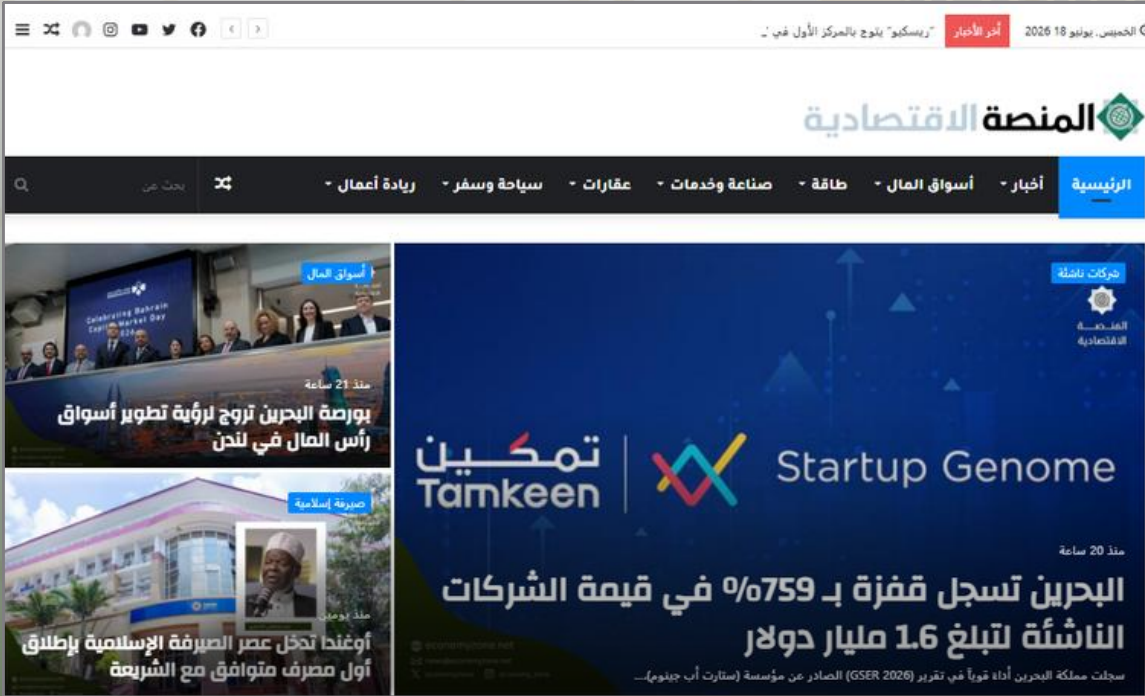 الخميس, يونيو 18 2026
أخر الأخبار
"ريسكيو" يتوج بالمركز الأول في
المنصة الاقتصادية
الرئيسية
أخبار
أسواق المال
طاقة
صناعة وخدمات
عقارات
سياحة وسفر
ريادة أعمال
بحث عن
شركات ناشئة
المنصة
الاقتصادية
تمكين
Tamkeen
Startup Genome
منذ 20 ساعة
البحرين تسجل قفزة بـ 759% في قيمة الشركات
الناشئة لتبلغ 1.6 مليار دولار
سجلت مملكة البحرين أداءً قوياً في تقرير (GSER 2026) الصادر عن مؤسسة (ستارت أب جينوم)،...
economyzone.net
أسواق المال
Celebrating Bahrain
Capital Market Day
منذ 21 ساعة
بورصة البحرين تروج لرؤية تطوير أسواق
رأس المال في لندن
صيرفة إسلامية
منذ يومين
أوغندا تدخل عصر الصيرفة الإسلامية بإطلاق
أول مصرف متوافق مع الشريعة